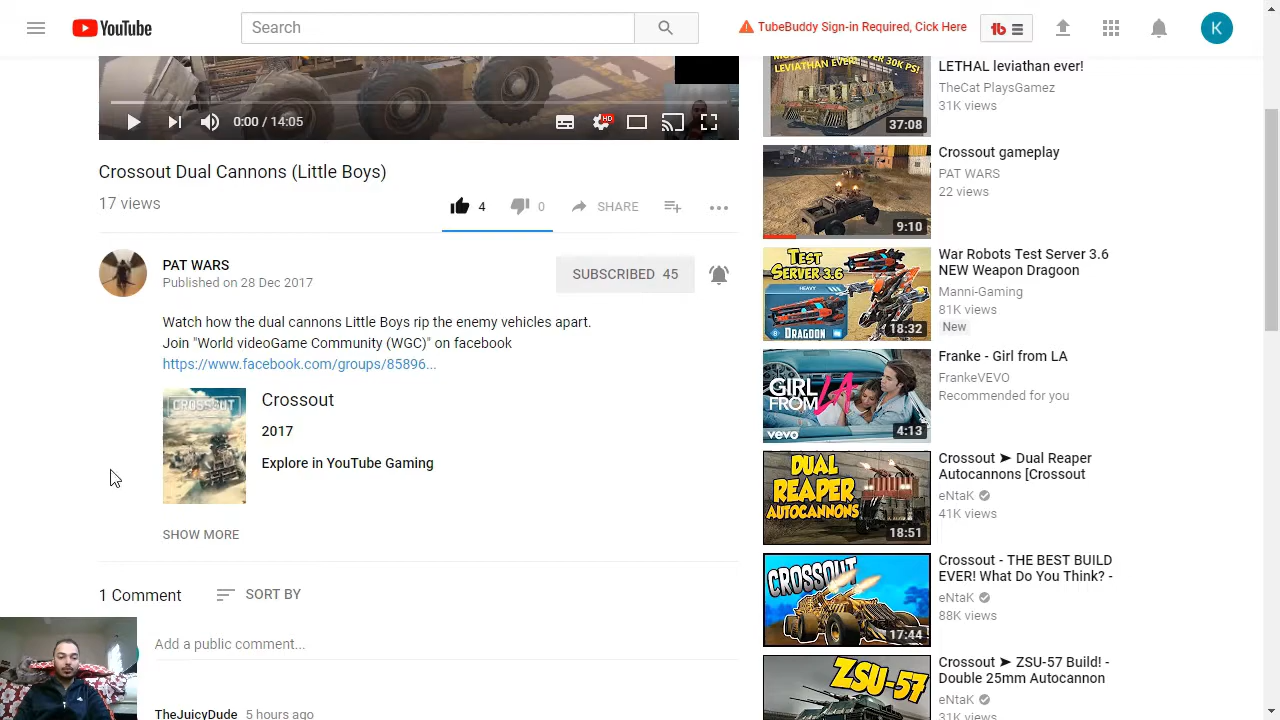 YouTube
Search
TubeBuddy Sign-in Required, Cick Here
tb
K
0:00 / 14:05
HD
Crossout Dual Cannons (Little Boys)
17 views
4
0
SHARE
PAT WARS
Published on 28 Dec 2017
SUBSCRIBED 45
Watch how the dual cannons Little Boys rip the enemy vehicles apart.
Join "World videoGame Community (WGC)" on facebook
https://www.facebook.com/groups/85896...
CROSSOUT
Crossout
2017
Explore in YouTube Gaming
SHOW MORE
1 Comment
SORT BY
Add a public comment...
TheJuicyDude 5 hours ago
LEVIATHAN EVER!
OVER 30K PS!
37:08
LETHAL leviathan ever!
TheCat PlaysGamez
31K views
9:10
Crossout gameplay
PAT WARS
22 views
TEST
SERVER 3.6
HEAVY
DRAGOON
18:32
War Robots Test Server 3.6
NEW Weapon Dragoon
Manni-Gaming
81K views
New
GIRL
FROM
LA
vevo
4:13
Franke - Girl from LA
FrankeVEVO
Recommended for you
DUAL
REAPER
AUTOCANNONS
18:51
Crossout ➤ Dual Reaper
Autocannons [Crossout
eNtaK
41K views
CROSSOUT
17:44
Crossout - THE BEST BUILD
EVER! What Do You Think? -
eNtaK
88K views
ZSU-57
Crossout ➤ ZSU-57 Build! -
Double 25mm Autocannon
eNtaK
31K views